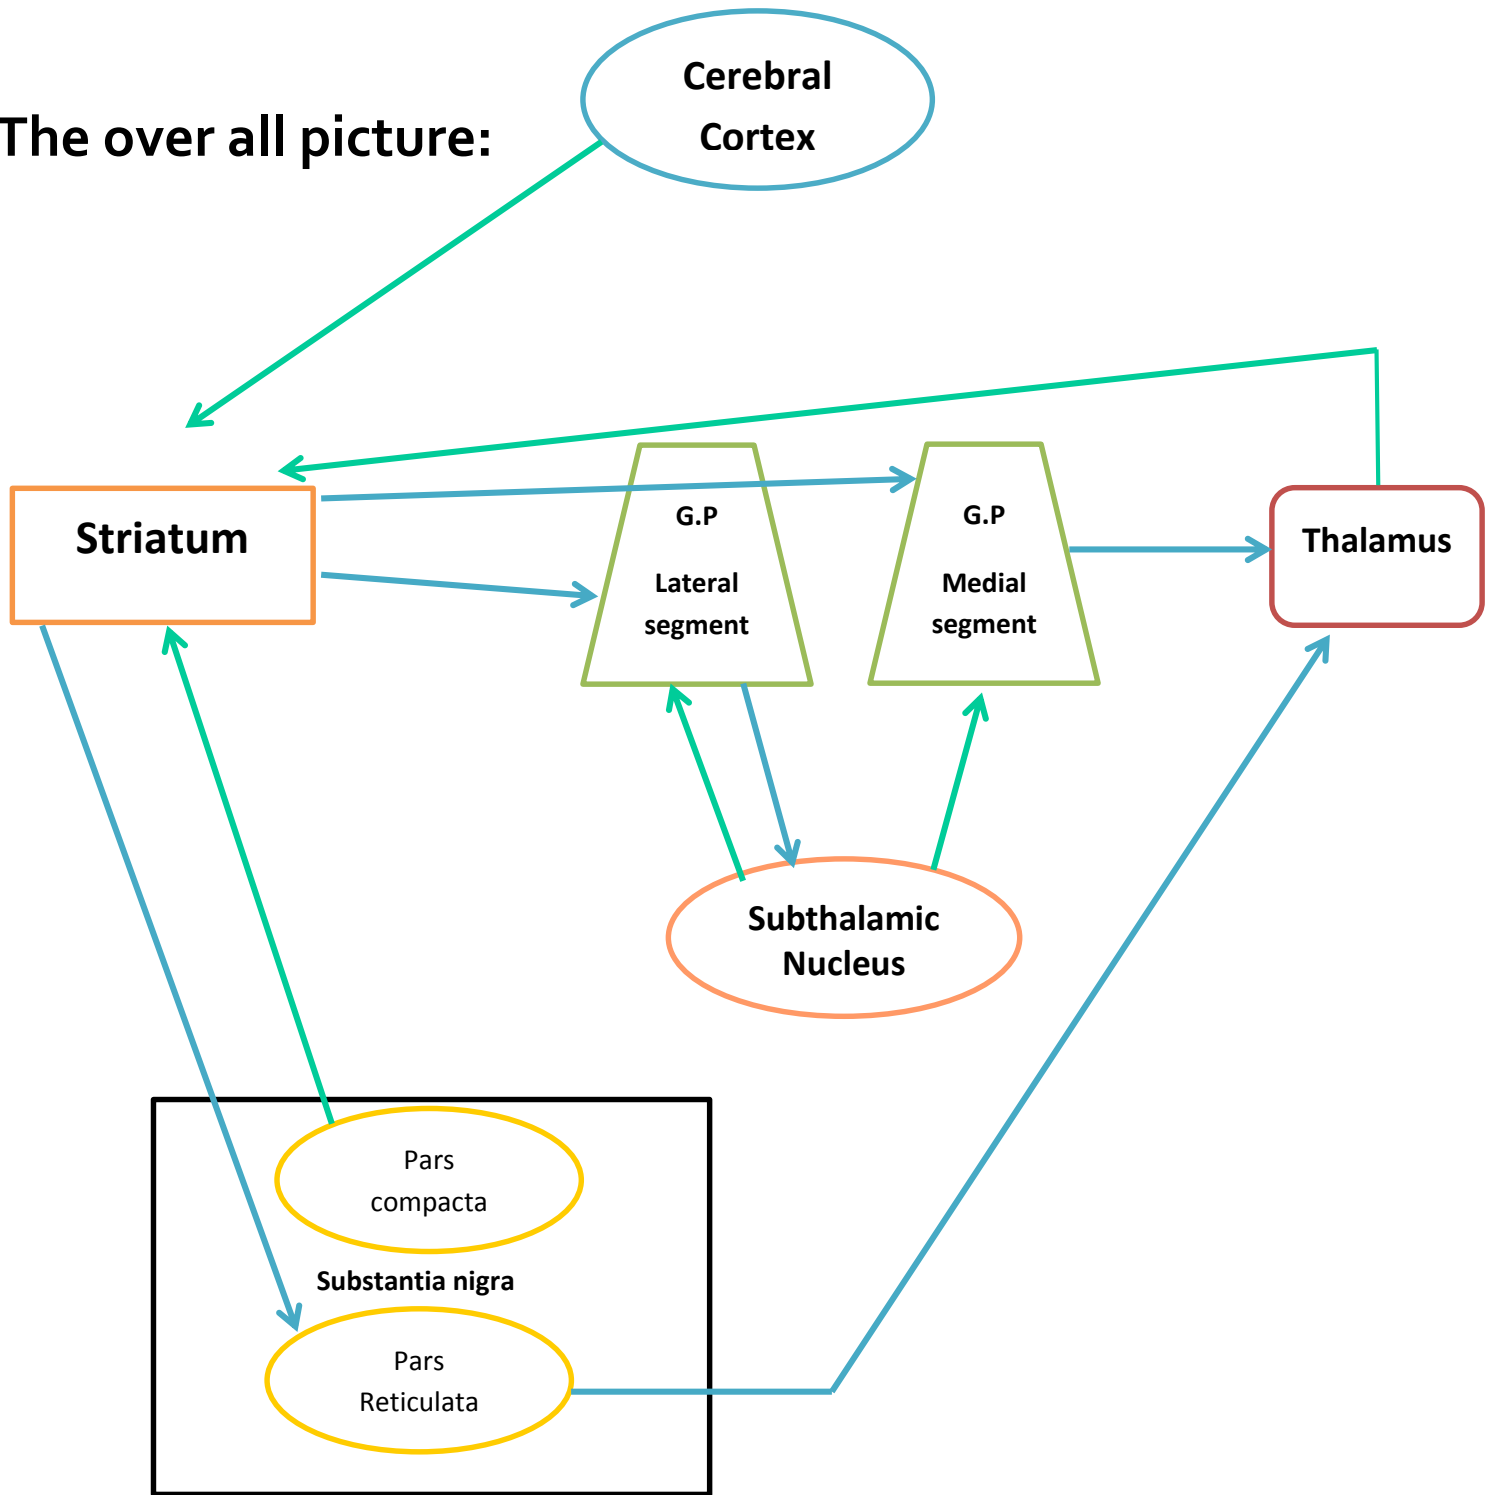 Cerebral
Cortex
The over all picture:
Striatum
G.P
Lateral
segment
G.P
Medial
segment
Thalamus
Subthalamic
Nucleus
Pars
compacta
Substantia nigra
Pars
Reticulata